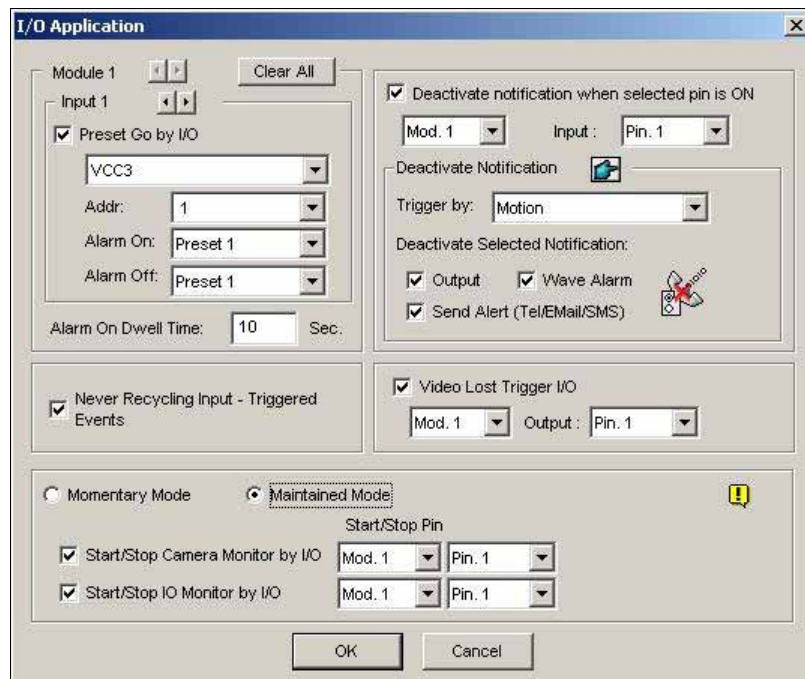 I/O Application
Module 1
Clear All
Input 1
Preset Go by I/O
VCC3
Addr: 1
Alarm On: Preset 1
Alarm Off: Preset 1
Alarm On Dwell Time: 10 Sec.
Deactivate notification when selected pin is ON
Mod. 1 Input : Pin. 1
Deactivate Notification
Trigger by: Motion
Deactivate Selected Notification:
Output Wave Alarm
Send Alert (Tel/EMail/SMS)
Never Recycling Input - Triggered
Events
Video Lost Trigger I/O
Mod. 1 Output : Pin. 1
Momentary Mode Maintained Mode
Start/Stop Pin
Start/Stop Camera Monitor by I/O Mod. 1 Pin. 1
Start/Stop IO Monitor by I/O Mod. 1 Pin. 1
OK Cancel